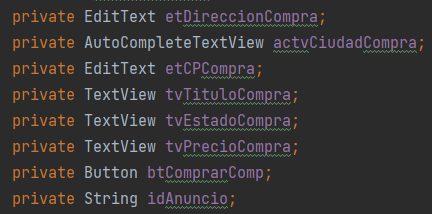 private EditText etDireccionCompra;
private AutoCompleteTextView actvCiudadCompra;
private EditText etCPCompra;
private TextView tvTituloCompra;
private TextView tvEstadoCompra;
private TextView tvPrecioCompra;
private Button btComprarComp;
private String idAnuncio;